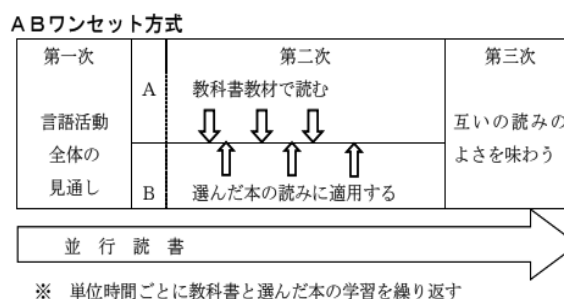 ABワンセット方式
第一次
言語活動
全体の
見通し
第二次
A
教科書教材で読む
B
選んだ本の読みに適用する
第三次
互いの読みの
よさを味わう
並行読書
※ 単位時間ごとに教科書と選んだ本の学習を繰り返す